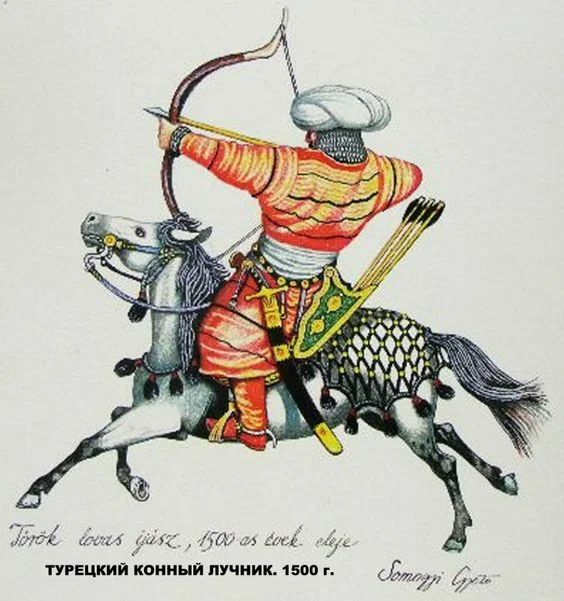 Török lovas íjász, 1500 as évek eleje
ТУРЕЦКИЙ КОННЫЙ ЛУЧНИК. 1500 г.
Somogyi Győző